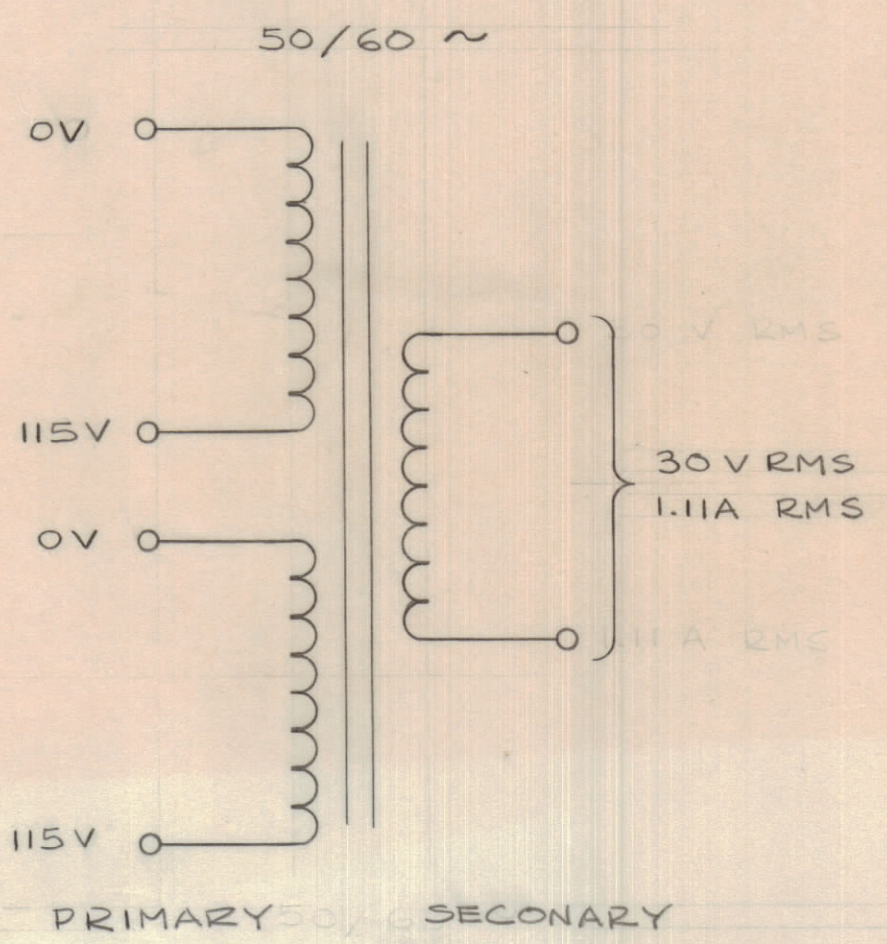 50/60 ~
0V
115V
0V
115V
30 V RMS
1.11A RMS
PRIMARY
SECONARY